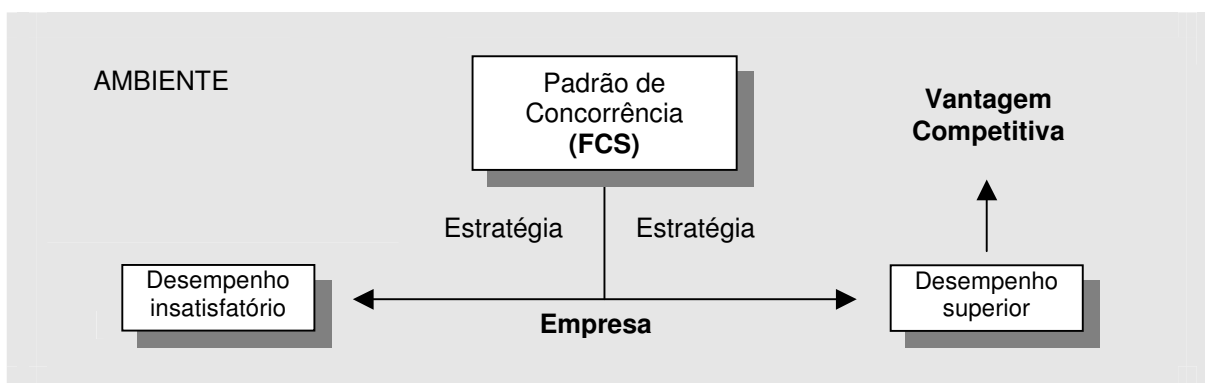 AMBIENTE
Padrão de
Concorrência
(FCS)
Vantagem
Competitiva
Estratégia
Estratégia
Desempenho
insatisfatório
Empresa
Desempenho
superior